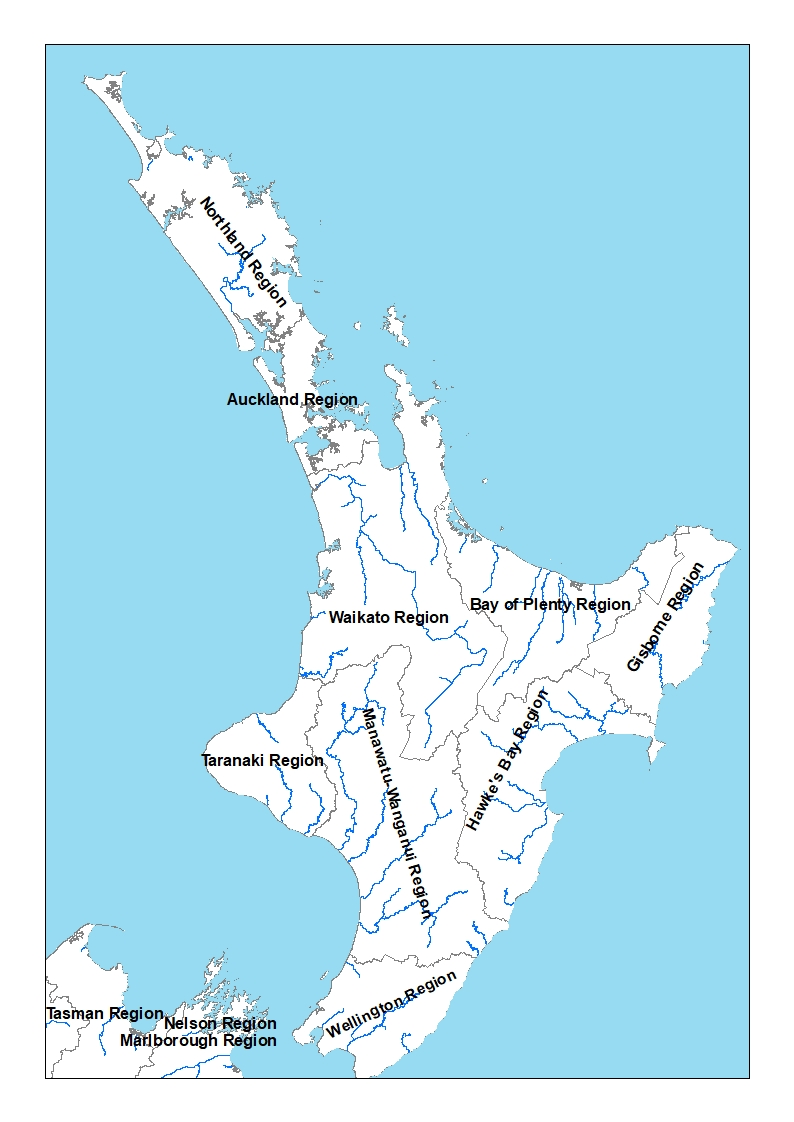 Northland Region
Auckland Region
Waikato Region
Bay of Plenty Region
Gisborne Region
Hawke's Bay Region
Taranaki Region
Manawatu-Wanganui Region
Wellington Region
Tasman Region
Nelson Region
Marlborough Region